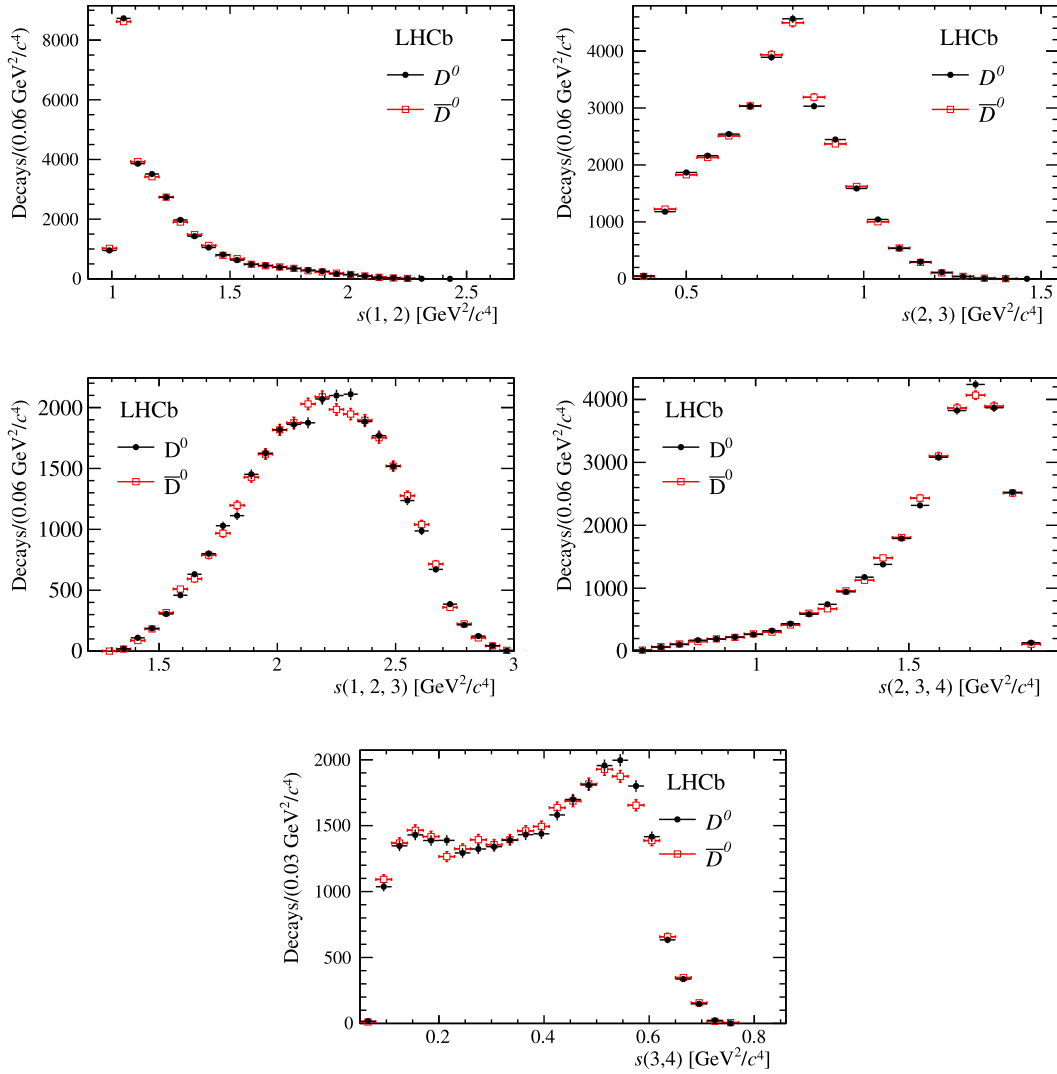 Decays/(0.06 GeV²/c⁴)
8000
6000
4000
2000
0
LHCb
D⁰
D̅⁰
1
1.5
2
2.5
s(1, 2) [GeV²/c⁴]
Decays/(0.06 GeV²/c⁴)
4000
3000
2000
1000
0
LHCb
D⁰
D̅⁰
0.5
1
1.5
s(2, 3) [GeV²/c⁴]
Decays/(0.06 GeV²/c⁴)
2000
1500
1000
500
0
LHCb
D⁰
D̅⁰
1.5
2
2.5
3
s(1, 2, 3) [GeV²/c⁴]
Decays/(0.06 GeV²/c⁴)
4000
3000
2000
1000
0
LHCb
D⁰
D̅⁰
1
1.5
s(2, 3, 4) [GeV²/c⁴]
Decays/(0.03 GeV²/c⁴)
2000
1500
1000
500
0
LHCb
D⁰
D̅⁰
0.2
0.4
0.6
0.8
s(3,4) [GeV²/c⁴]